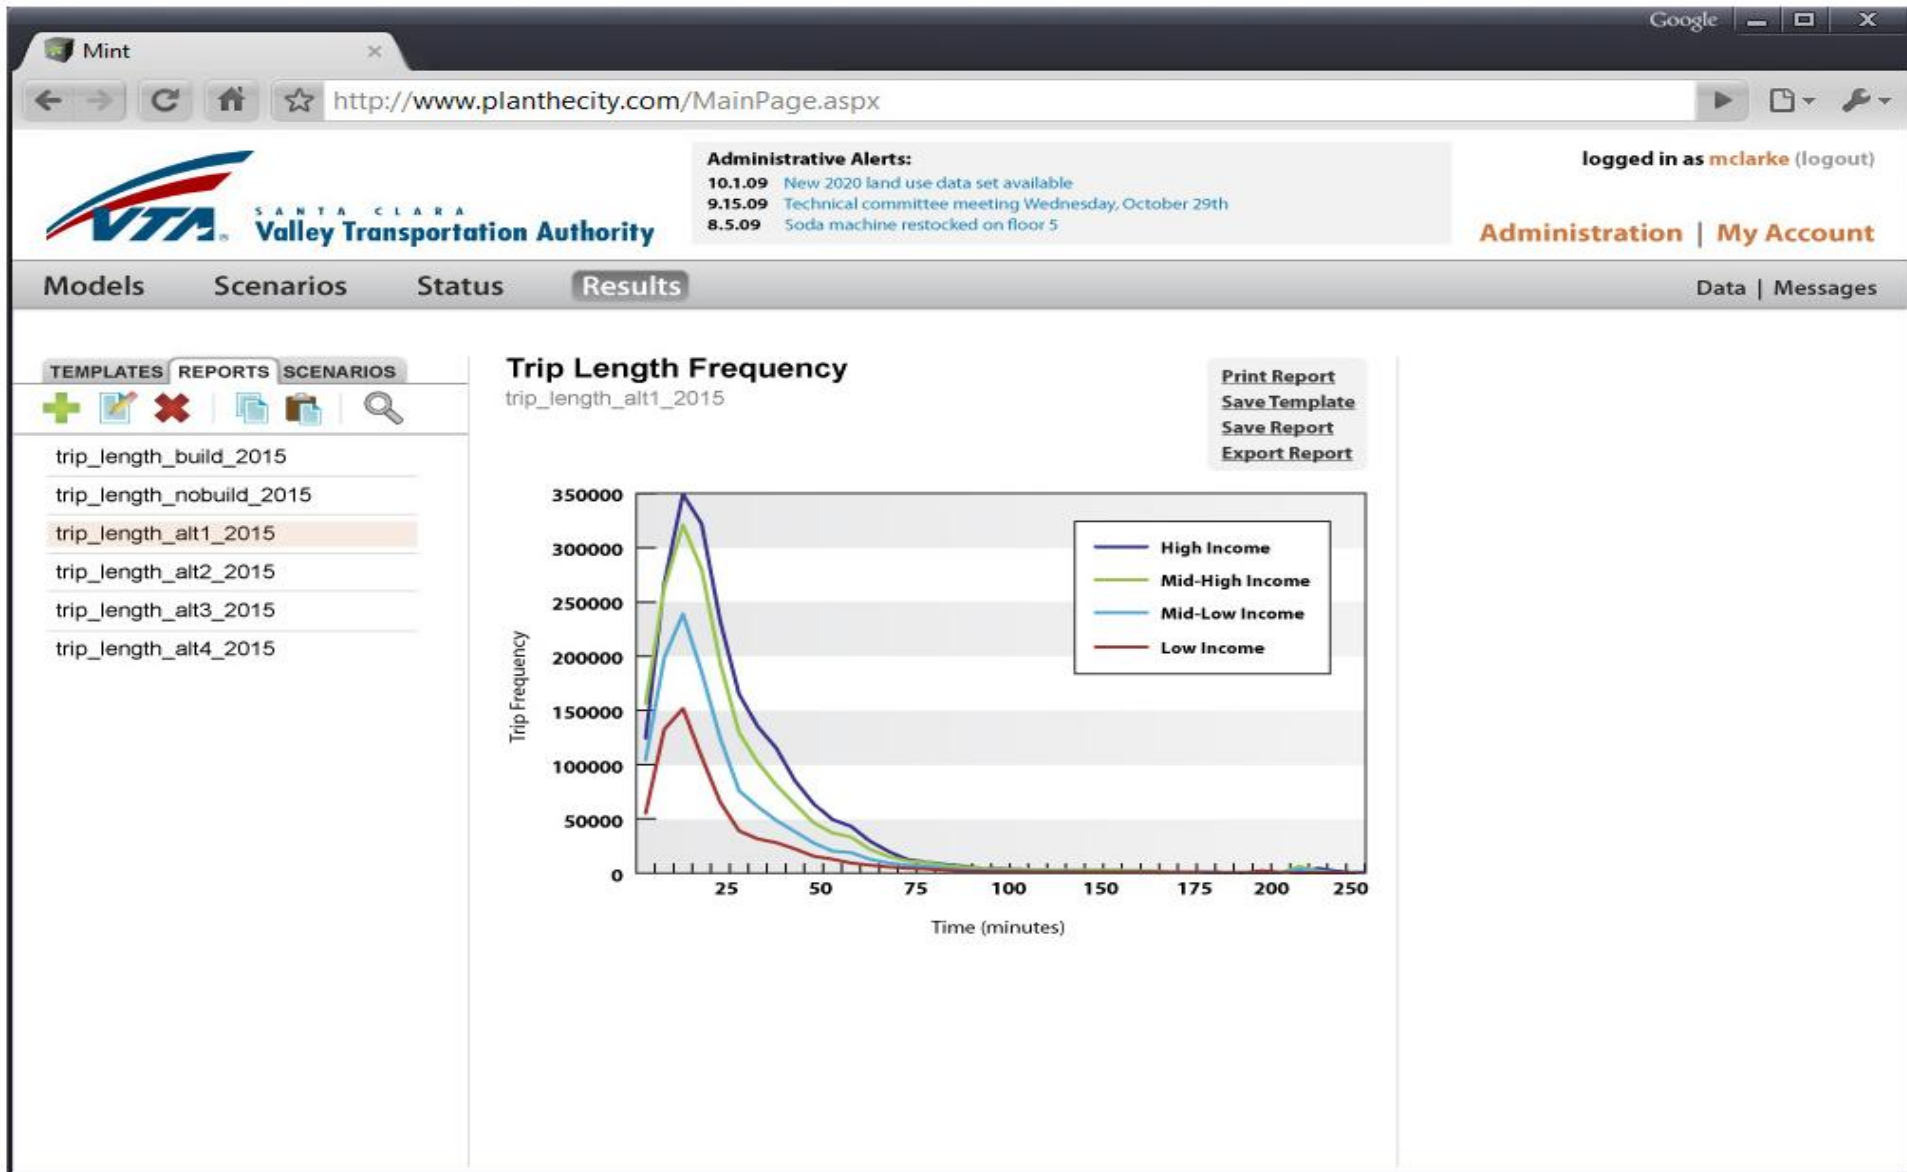 Google
Mint
http://www.planthecity.com/MainPage.aspx
VTA
SANTA CLARA
Valley Transportation Authority
Administrative Alerts:
10.1.09 New 2020 land use data set available
9.15.09 Technical committee meeting Wednesday, October 29th
8.5.09 Soda machine restocked on floor 5
logged in as mclarke (logout)
Administration | My Account
Models Scenarios Status Results Data | Messages
TEMPLATES REPORTS SCENARIOS
trip_length_build_2015
trip_length_nobuild_2015
trip_length_alt1_2015
trip_length_alt2_2015
trip_length_alt3_2015
trip_length_alt4_2015
Trip Length Frequency
trip_length_alt1_2015
Print Report
Save Template
Save Report
Export Report
350000
300000
250000
200000
150000
100000
50000
0
Trip Frequency
High Income
Mid-High Income
Mid-Low Income
Low Income
25 50 75 100 150 175 200 250
Time (minutes)